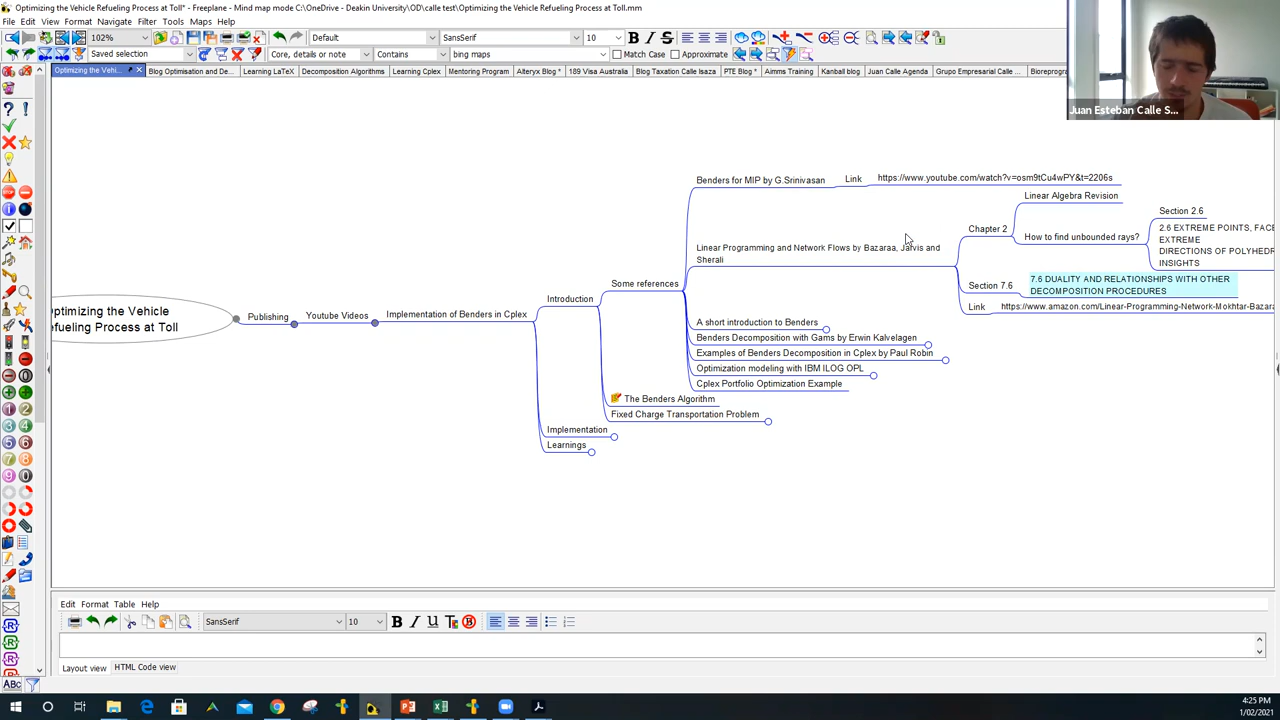 Optimizing the Vehicle Refueling Process at Toll* - Freeplane - Mind map mode C:\OneDrive - Deakin University\OD\calle test\Optimizing the Vehicle Refueling Process at Toll.mm
File Edit View Format Navigate Filter Tools Maps Help
102% Default SansSerif 10
Saved selection Core, details or note Contains bing maps Match Case Approximate
Optimizing the Vehi... Blog Optimisation and De... Learning LaTeX Decomposition Algorithms Learning Cplex Mentoring Program Alteryx Blog * 189 Visa Australia Blog Taxation Calle Isaza PTE Blog * Aimms Training Kanball blog Juan Calle Agenda Grupo Empresarial Calle ... Bioreprog
Juan Esteban Calle S...
Benders for MIP by G.Srinivasan Link https://www.youtube.com/watch?v=osm9tCu4wPY&t=2206s
Linear Algebra Revision
Section 2.6
Chapter 2
How to find unbounded rays?
2.6 EXTREME POINTS, FACE
EXTREME
DIRECTIONS OF POLYHED
INSIGHTS
Linear Programming and Network Flows by Bazaraa, Jarvis and
Sherali
Section 7.6
7.6 DUALITY AND RELATIONSHIPS WITH OTHER
DECOMPOSITION PROCEDURES
Link https://www.amazon.com/Linear-Programming-Network-Mokhtar-Bazara
Some references
Introduction
ptimizing the Vehicle
efueling Process at Toll
Publishing Youtube Videos Implementation of Benders in Cplex
A short introduction to Benders
Benders Decomposition with Gams by Erwin Kalvelagen
Examples of Benders Decomposition in Cplex by Paul Robin
Optimization modeling with IBM ILOG OPL
Cplex Portfolio Optimization Example
The Benders Algorithm
Fixed Charge Transportation Problem
Implementation
Learnings
Edit Format Table Help
SansSerif 10
Layout view HTML Code view
4:25 PM
1/02/2021